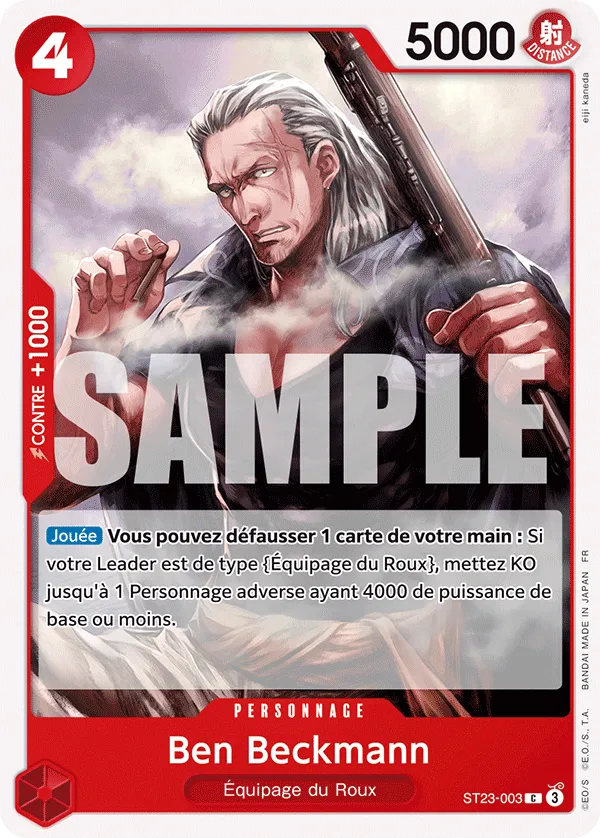 4
5000
射
DISTANCE
eiji kaneda
CONTRE +1000
SAMPLE
Jouée Vous pouvez défausser 1 carte de votre main : Si
votre Leader est de type {Équipage du Roux}, mettez KO
jusqu'à 1 Personnage adverse ayant 4000 de puissance de
base ou moins.
PERSONNAGE
Ben Beckmann
Équipage du Roux
ST23-003 C 3
©EO/S ©E.O./S., T.A. BANDAI MADE IN JAPAN FR